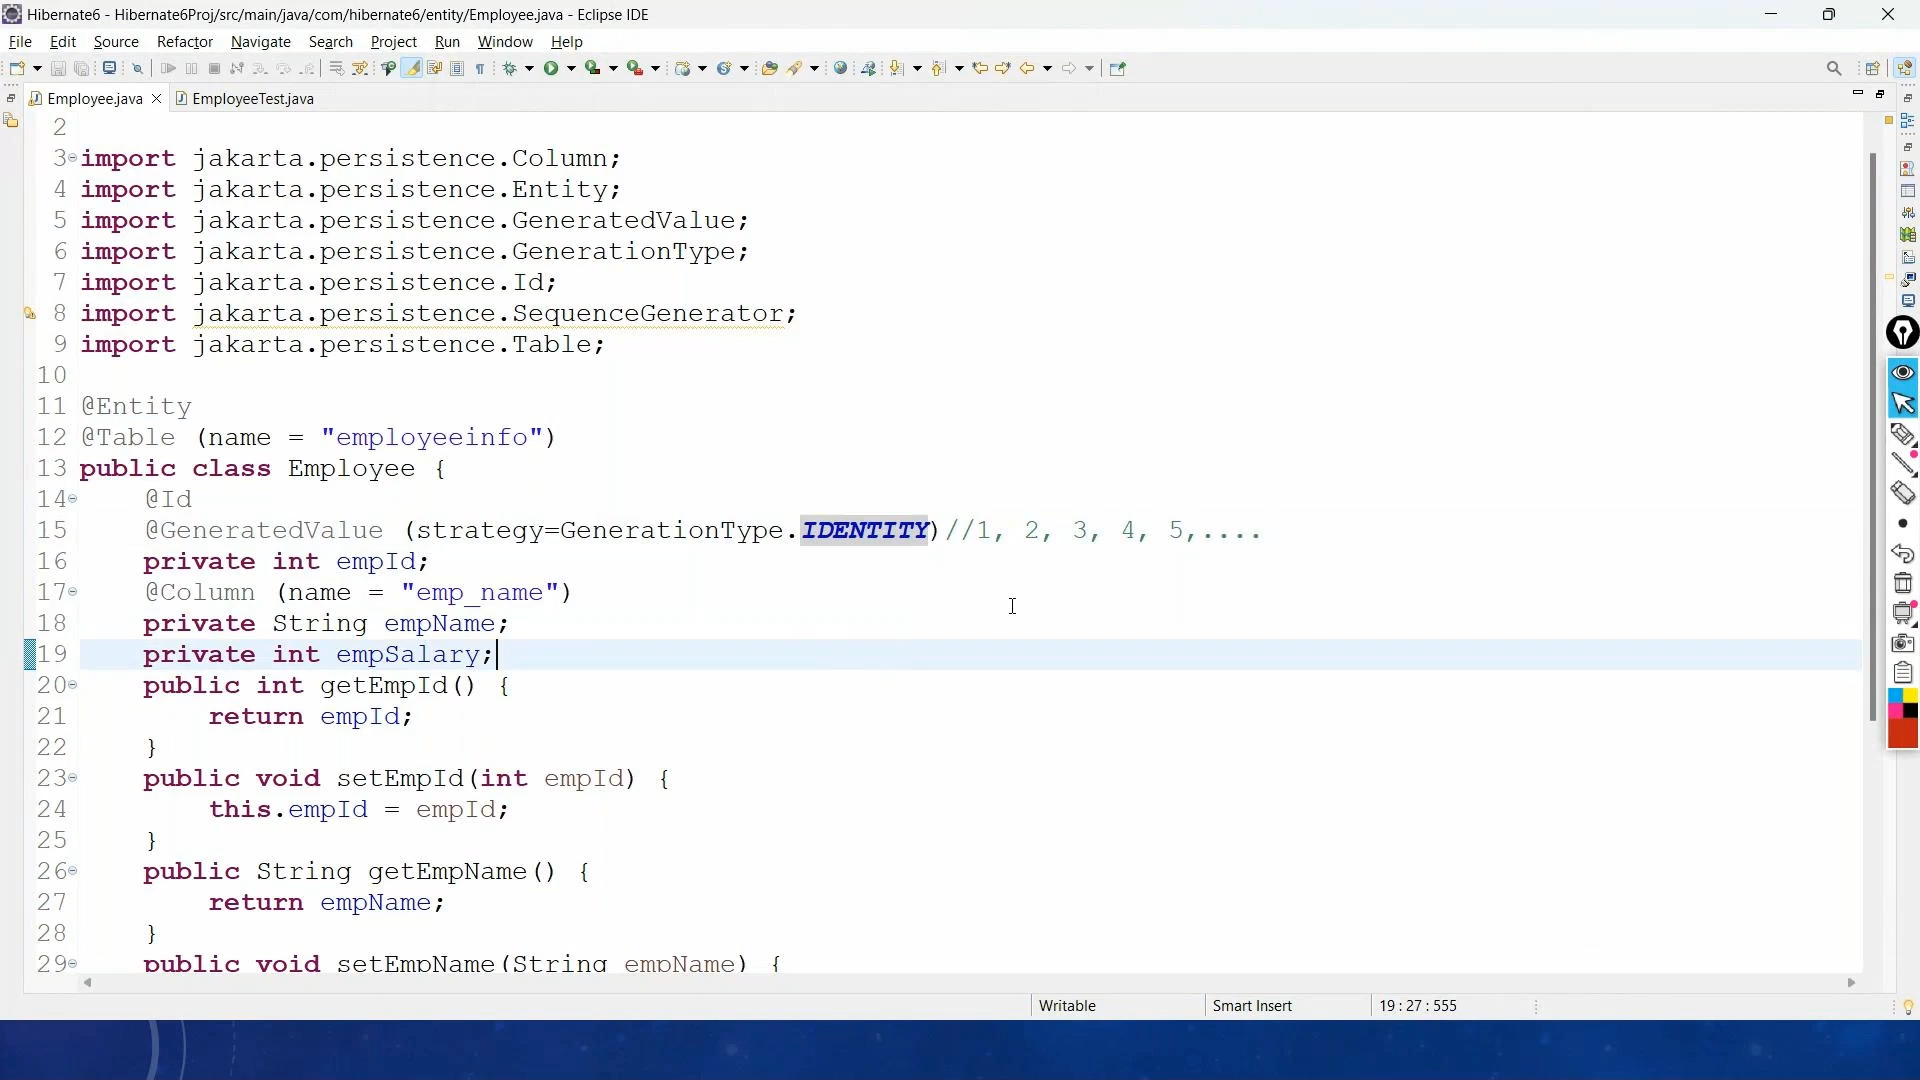 Hibernate6 - Hibernate6Proj/src/main/java/com/hibernate6/entity/Employee.java - Eclipse IDE
File Edit Source Refactor Navigate Search Project Run Window Help
Employee.java EmployeeTest.java
2
3 import jakarta.persistence.Column;
4 import jakarta.persistence.Entity;
5 import jakarta.persistence.GeneratedValue;
6 import jakarta.persistence.GenerationType;
7 import jakarta.persistence.Id;
8 import jakarta.persistence.SequenceGenerator;
9 import jakarta.persistence.Table;
10
11 @Entity
12 @Table (name = "employeeinfo")
13 public class Employee {
14 @Id
15 @GeneratedValue (strategy=GenerationType.IDENTITY)//1, 2, 3, 4, 5,....
16 private int empId;
17 @Column (name = "emp_name")
18 private String empName;
19 private int empSalary;
20 public int getEmpId() {
21 return empId;
22 }
23 public void setEmpId(int empId) {
24 this.empId = empId;
25 }
26 public String getEmpName() {
27 return empName;
28 }
29 public void setEmpName(String empName) {
Writable Smart Insert 19 : 27 : 555